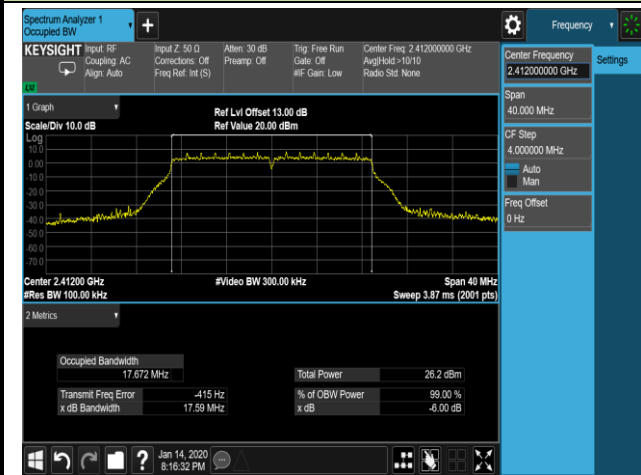 Spectrum Analyzer 1
Occupied BW
Frequency
KEYSIGHT
Input: RF
Coupling: AC
Align: Auto
Input Z: 50 Ω
Corrections: Off
Freq Ref: Int (S)
Atten: 30 dB
Preamp: Off
Trig: Free Run
Gate: Off
#IF Gain: Low
Center Freq: 2.412000000 GHz
Avg|Hold:>10/10
Radio Std: None
LXI
Center Frequency
2.412000000 GHz
Settings
Span
40.000 MHz
CF Step
4.000000 MHz
Auto
Man
Freq Offset
0 Hz
1 Graph
Scale/Div 10.0 dB
Ref Lvl Offset 13.00 dB
Ref Value 20.00 dBm
Log
10.0
0.00
-10.0
-20.0
-30.0
-40.0
-50.0
-60.0
-70.0
Center 2.41200 GHz
#Video BW 300.00 kHz
Span 40 MHz
#Res BW 100.00 kHz
Sweep 3.87 ms (2001 pts)
2 Metrics
Occupied Bandwidth
17.672 MHz
Total Power 26.2 dBm
Transmit Freq Error -415 Hz
% of OBW Power 99.00 %
x dB Bandwidth 17.59 MHz
x dB -6.00 dB
Jan 14, 2020
8:16:32 PM